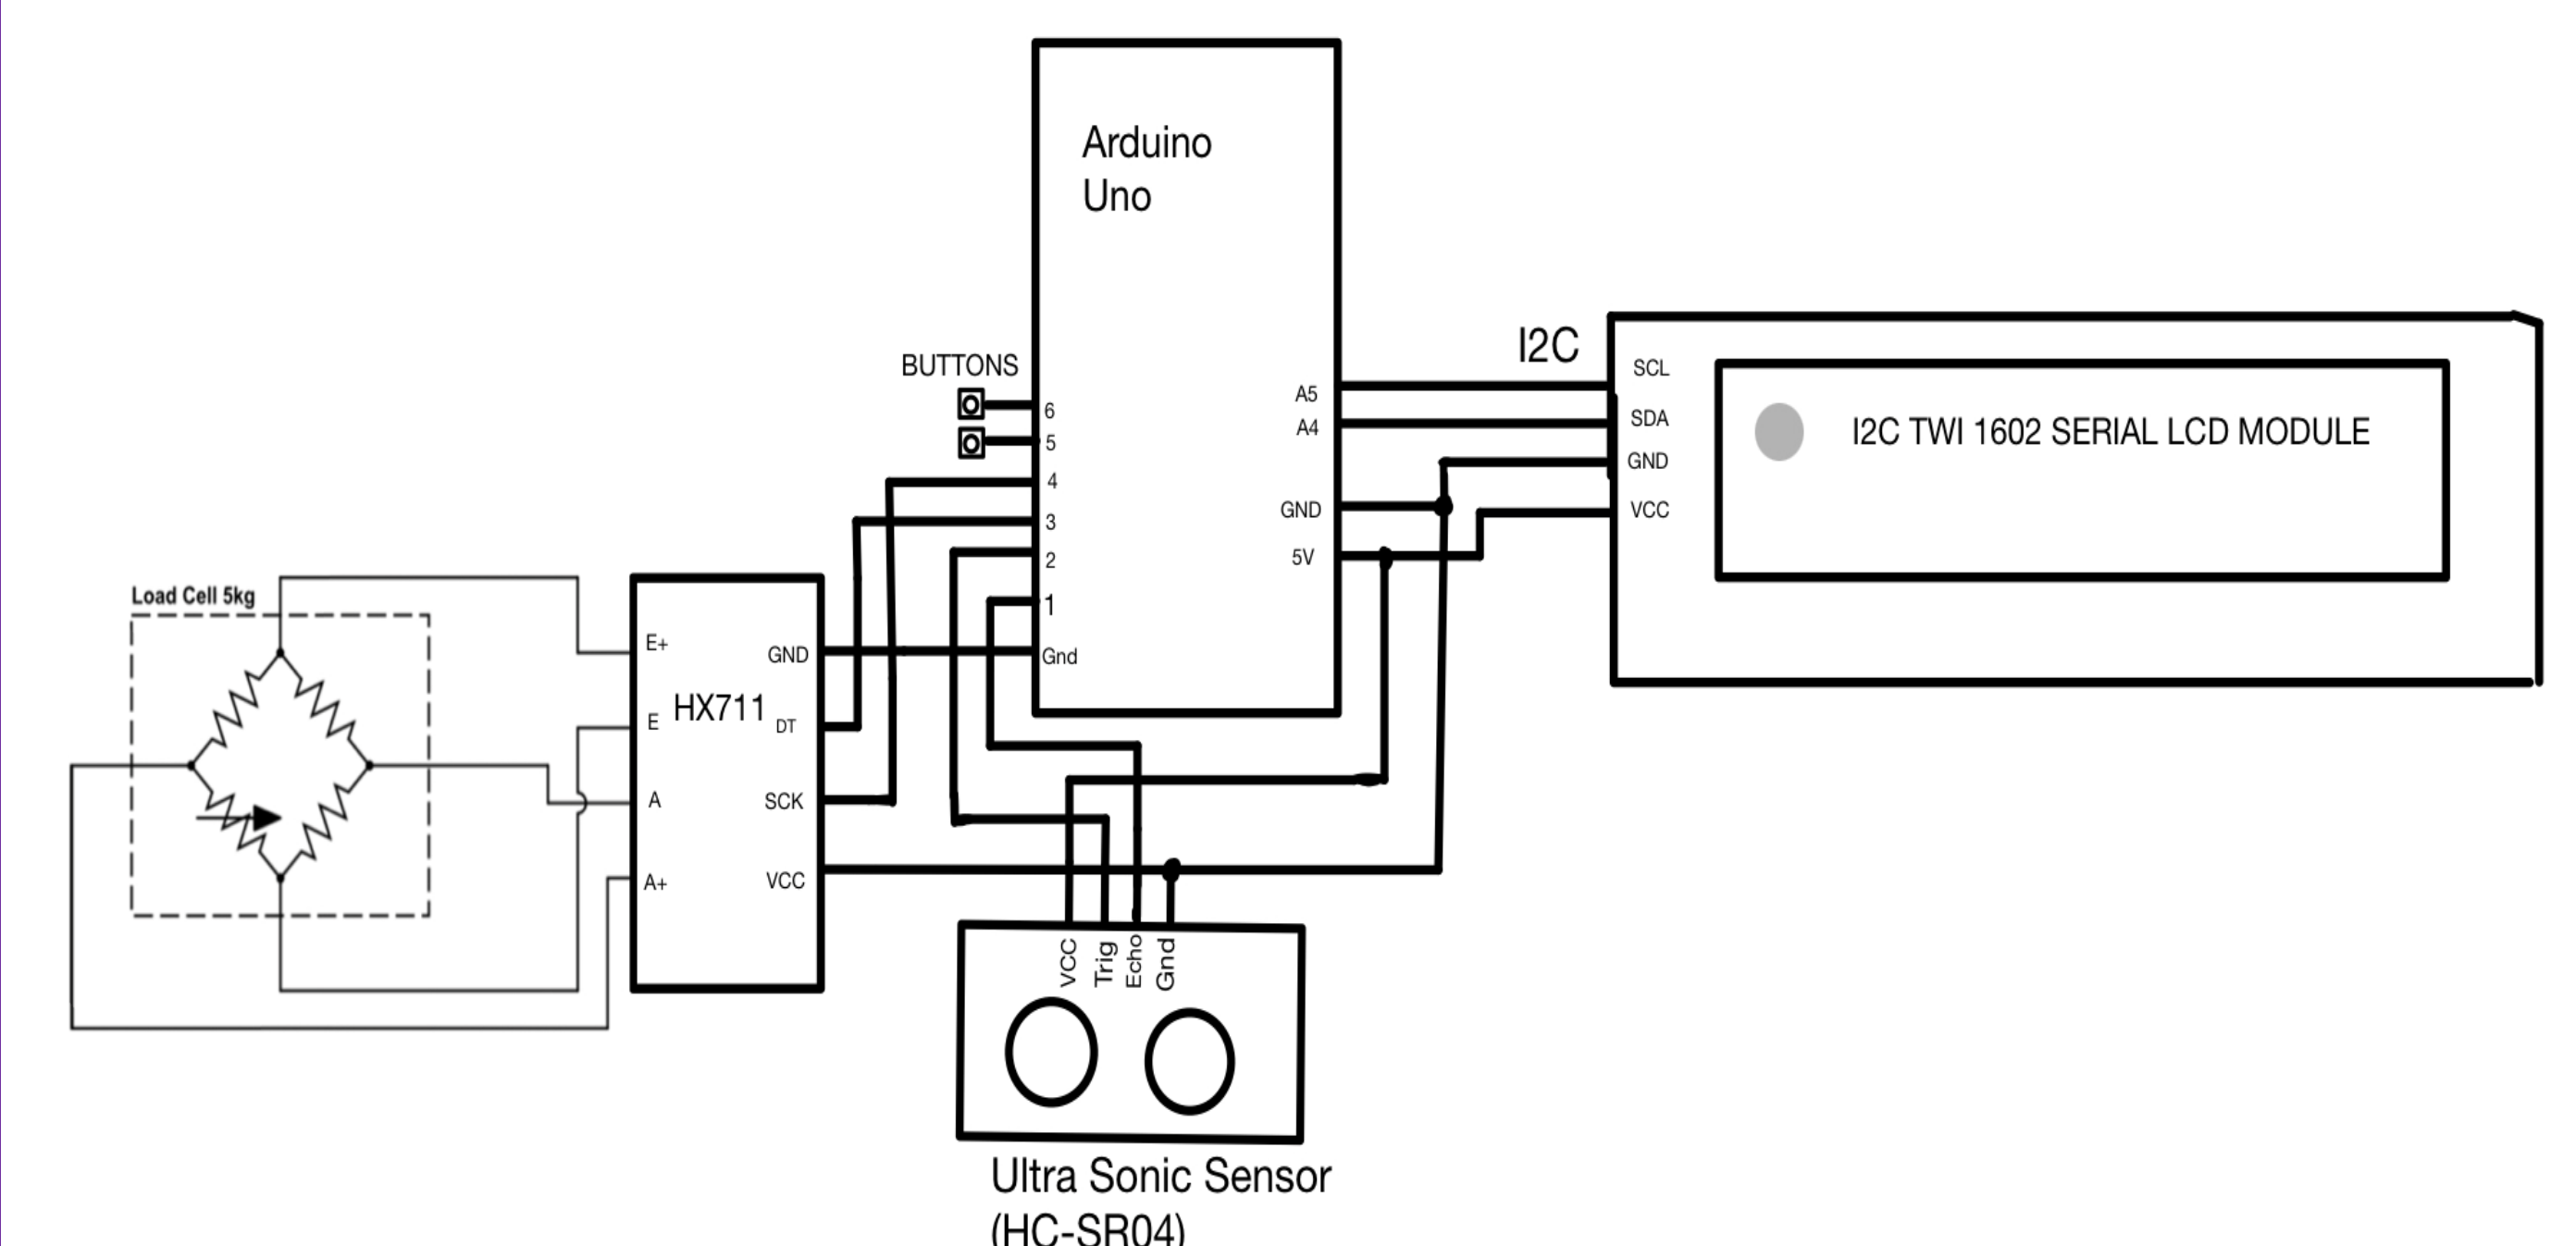 Arduino
Uno
BUTTONS
6
5
4
3
2
1
Gnd
A5
A4
GND
5V
I2C
SCL
SDA
GND
VCC
I2C TWI 1602 SERIAL LCD MODULE
Load Cell 5kg
E+
E
A
A+
HX711
GND
DT
SCK
VCC
VCC
Trig
Echo
Gnd
Ultra Sonic Sensor
(HC-SR04)